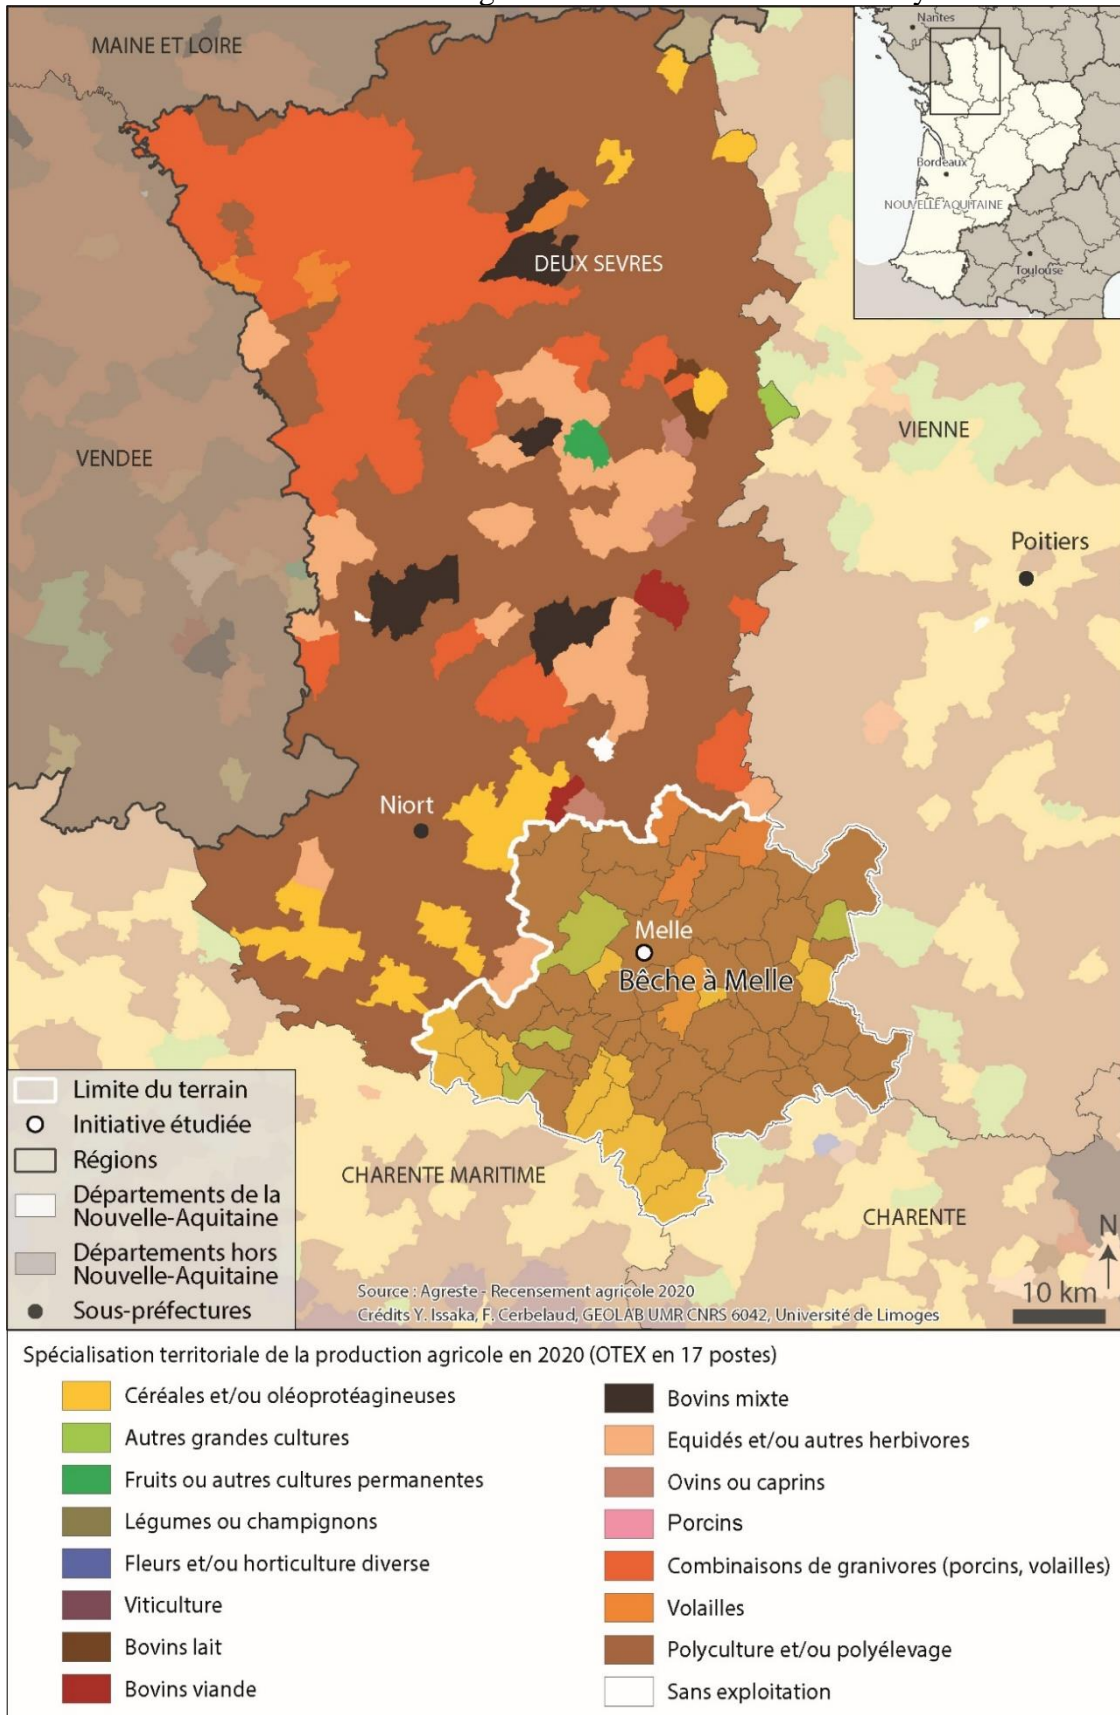 MAINE ET LOIRE
Nantes
Bordeaux
NOUVELLE AQUITAINE
Toulouse
DEUX SEVRES
VENDEE
VIENNE
Poitiers
Niort
Melle
Bêche à Melle
CHARENTE MARITIME
CHARENTE
N
10 km
Limite du terrain
Initiative étudiée
Régions
Départements de la
Nouvelle-Aquitaine
Départements hors
Nouvelle-Aquitaine
Sous-préfectures
Source : Agreste - Recensement agricole 2020
Crédits Y. Issaka, F. Cerbelaud, GEOLAB UMR CNRS 6042, Université de Limoges
Spécialisation territoriale de la production agricole en 2020 (OTEX en 17 postes)
Céréales et/ou oléoprotéagineuses
Autres grandes cultures
Fruits ou autres cultures permanentes
Légumes ou champignons
Fleurs et/ou horticulture diverse
Viticulture
Bovins lait
Bovins viande
Bovins mixte
Equidés et/ou autres herbivores
Ovins ou caprins
Porcins
Combinaisons de granivores (porcins, volailles)
Volailles
Polyculture et/ou polyélevage
Sans exploitation